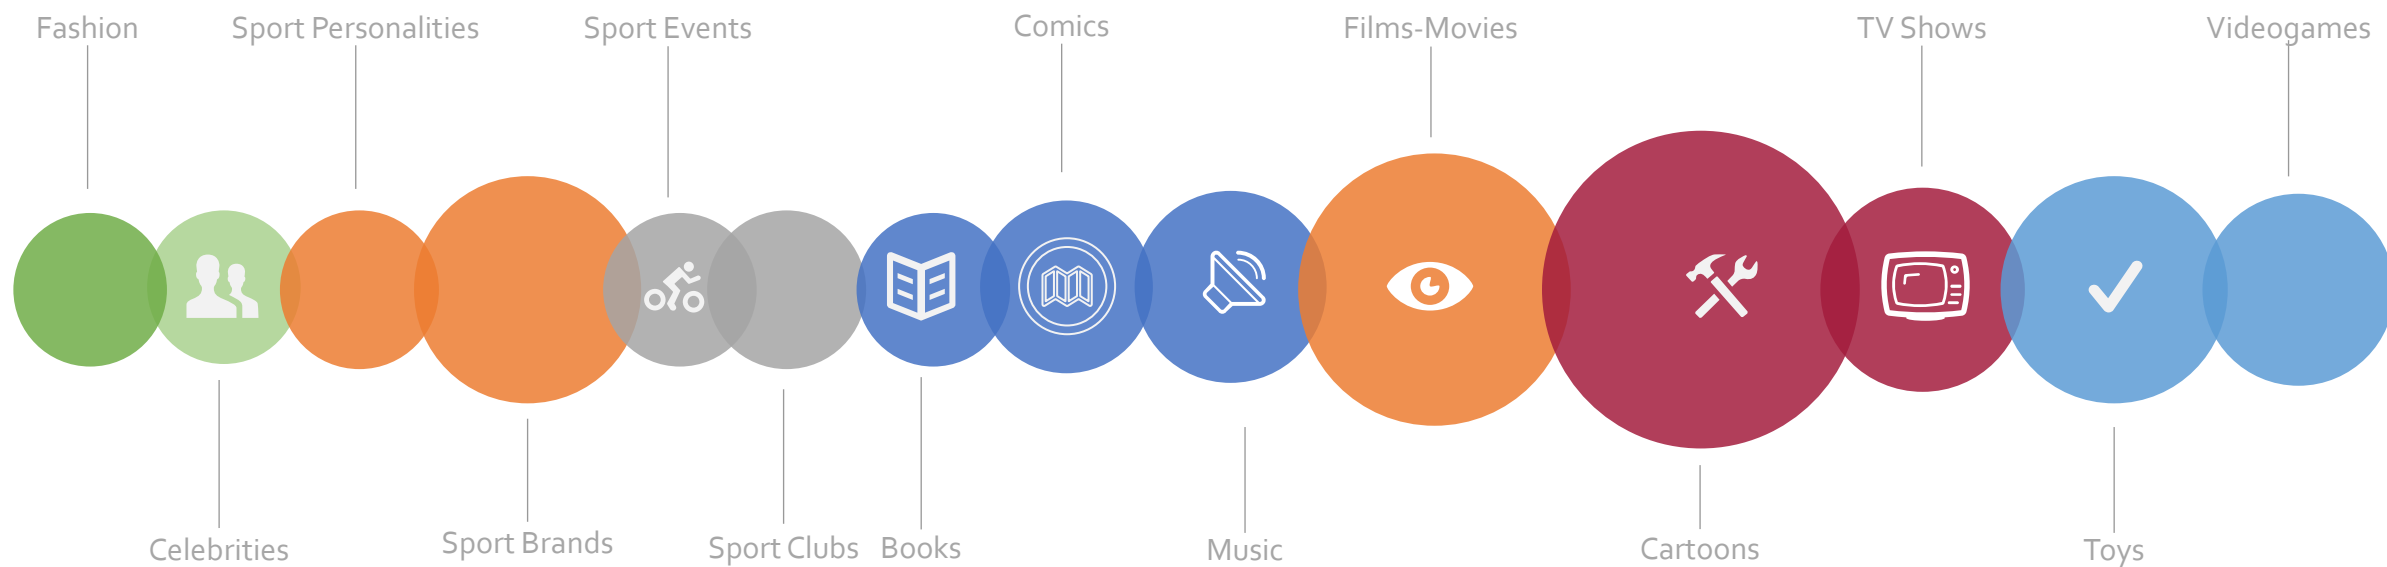 Fashion
Sport Personalities
Sport Events
Comics
Films-Movies
TV Shows
Videogames
Celebrities
Sport Brands
Sport Clubs
Books
Music
Cartoons
Toys